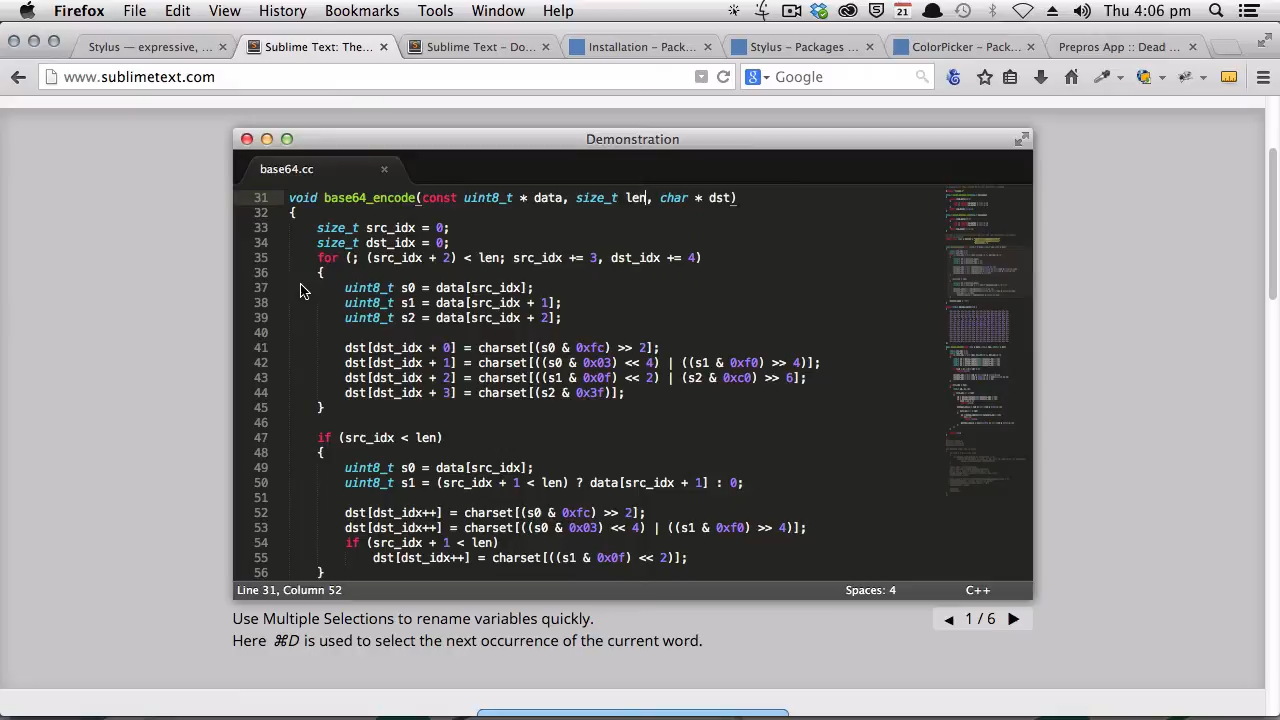 Firefox File Edit View History Bookmarks Tools Window Help 21 Thu 4:06 pm
Stylus — expressive, × Sublime Text: The... × Sublime Text - Do... × Installation – Pack... × Stylus – Packages ... × ColorPicker – Pack... × Prepros App :: Dead ... ×
www.sublimetext.com Google
Demonstration
base64.cc ×
31 void base64_encode(const uint8_t * data, size_t len, char * dst)
32 {
33 size_t src_idx = 0;
34 size_t dst_idx = 0;
35 for (; (src_idx + 2) < len; src_idx += 3, dst_idx += 4)
36 {
37 uint8_t s0 = data[src_idx];
38 uint8_t s1 = data[src_idx + 1];
39 uint8_t s2 = data[src_idx + 2];
40
41 dst[dst_idx + 0] = charset[(s0 & 0xfc) >> 2];
42 dst[dst_idx + 1] = charset[((s0 & 0x03) << 4) | ((s1 & 0xf0) >> 4)];
43 dst[dst_idx + 2] = charset[((s1 & 0x0f) << 2) | (s2 & 0xc0) >> 6];
44 dst[dst_idx + 3] = charset[(s2 & 0x3f)];
45 }
46
47 if (src_idx < len)
48 {
49 uint8_t s0 = data[src_idx];
50 uint8_t s1 = (src_idx + 1 < len) ? data[src_idx + 1] : 0;
51
52 dst[dst_idx++] = charset[(s0 & 0xfc) >> 2];
53 dst[dst_idx++] = charset[((s0 & 0x03) << 4) | ((s1 & 0xf0) >> 4)];
54 if (src_idx + 1 < len)
55 dst[dst_idx++] = charset[((s1 & 0x0f) << 2)];
56 }
Line 31, Column 52 Spaces: 4 C++
Use Multiple Selections to rename variables quickly.
Here ⌘D is used to select the next occurrence of the current word.
◀ 1 / 6 ▶